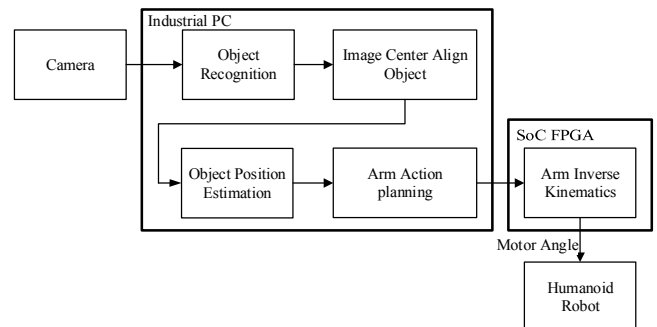 Industrial PC
Camera
Object
Recognition
Image Center Align
Object
Object Position
Estimation
Arm Action
planning
SoC FPGA
Arm Inverse
Kinematics
Motor Angle
Humanoid
Robot